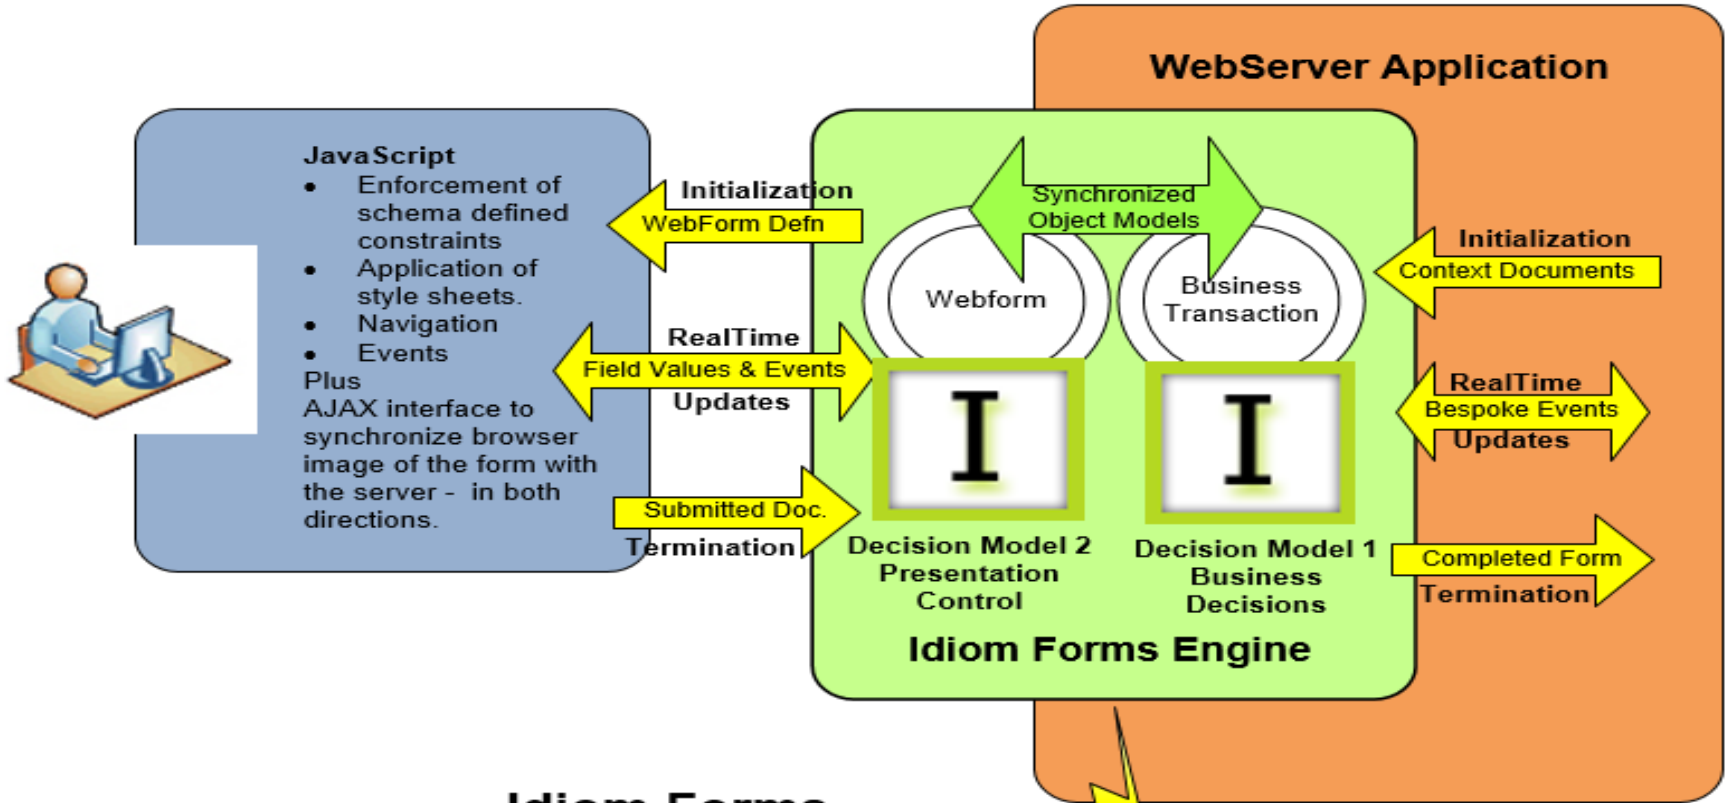 WebServer Application
JavaScript
• Enforcement of
schema defined
constraints
• Application of
style sheets.
• Navigation
• Events
Plus
AJAX interface to
synchronize browser
image of the form with
the server - in both
directions.
Initialization
WebForm Defn
RealTime
Field Values & Events
Updates
Submitted Doc.
Termination
Synchronized
Object Models
Webform
Business
Transaction
I
I
Decision Model 2
Presentation
Control
Decision Model 1
Business
Decisions
Idiom Forms Engine
Initialization
Context Documents
RealTime
Bespoke Events
Updates
Completed Form
Termination
Idiom Forms